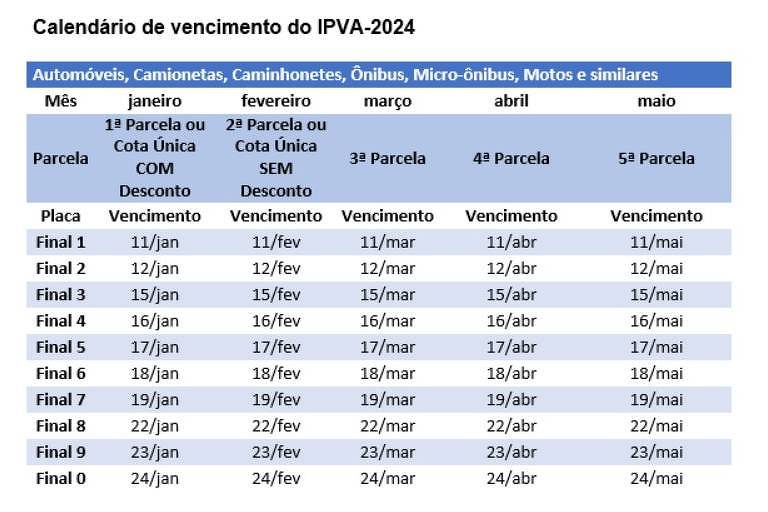 Calendário de vencimento do IPVA-2024
Automóveis, Camionetas, Caminhonetes, Ônibus, Micro-ônibus, Motos e similares
Mês janeiro fevereiro março abril maio
Parcela 1ª Parcela ou Cota Única COM Desconto 2ª Parcela ou Cota Única SEM Desconto 3ª Parcela 4ª Parcela 5ª Parcela
Placa Vencimento Vencimento Vencimento Vencimento Vencimento
Final 1 11/jan 11/fev 11/mar 11/abr 11/mai
Final 2 12/jan 12/fev 12/mar 12/abr 12/mai
Final 3 15/jan 15/fev 15/mar 15/abr 15/mai
Final 4 16/jan 16/fev 16/mar 16/abr 16/mai
Final 5 17/jan 17/fev 17/mar 17/abr 17/mai
Final 6 18/jan 18/fev 18/mar 18/abr 18/mai
Final 7 19/jan 19/fev 19/mar 19/abr 19/mai
Final 8 22/jan 22/fev 22/mar 22/abr 22/mai
Final 9 23/jan 23/fev 23/mar 23/abr 23/mai
Final 0 24/jan 24/fev 24/mar 24/abr 24/mai